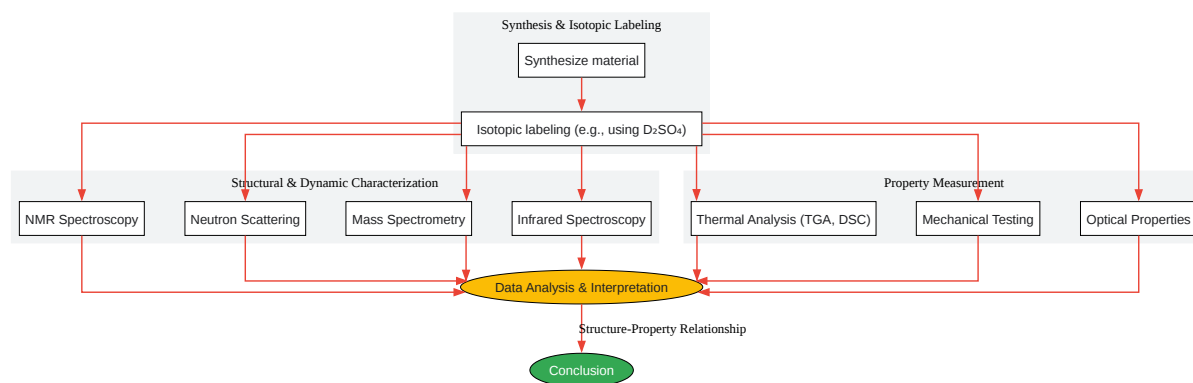 Synthesis & Isotopic Labeling
Synthesize material
Isotopic labeling (e.g., using D₂SO₄)
Structural & Dynamic Characterization
Property Measurement
NMR Spectroscopy
Neutron Scattering
Mass Spectrometry
Infrared Spectroscopy
Thermal Analysis (TGA, DSC)
Mechanical Testing
Optical Properties
Data Analysis & Interpretation
Structure-Property Relationship
Conclusion